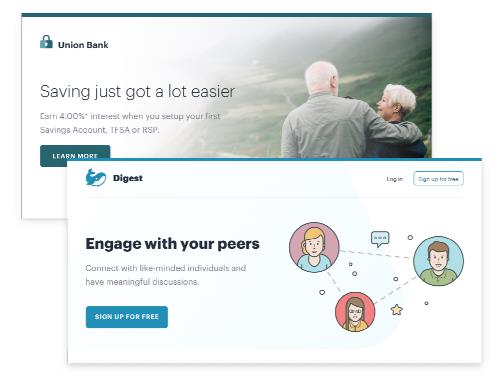 Union Bank
Saving just got a lot easier
Earn 4.00%* interest when you setup your first
Savings Account, TFSA or RSP.
LEARN MORE
Digest
Log in
Sign up for free
Engage with your peers
Connect with like-minded individuals and
have meaningful discussions.
SIGN UP FOR FREE